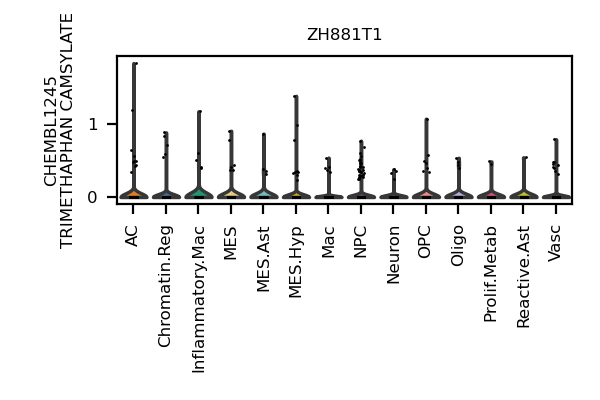 ZH881T1
CHEMBL1245
TRIMETHAPHAN CAMSYLATE
1
0
AC
Chromatin.Reg
Inflammatory.Mac
MES
MES.Ast
MES.Hyp
Mac
NPC
Neuron
OPC
Oligo
Prolif.Metab
Reactive.Ast
Vasc